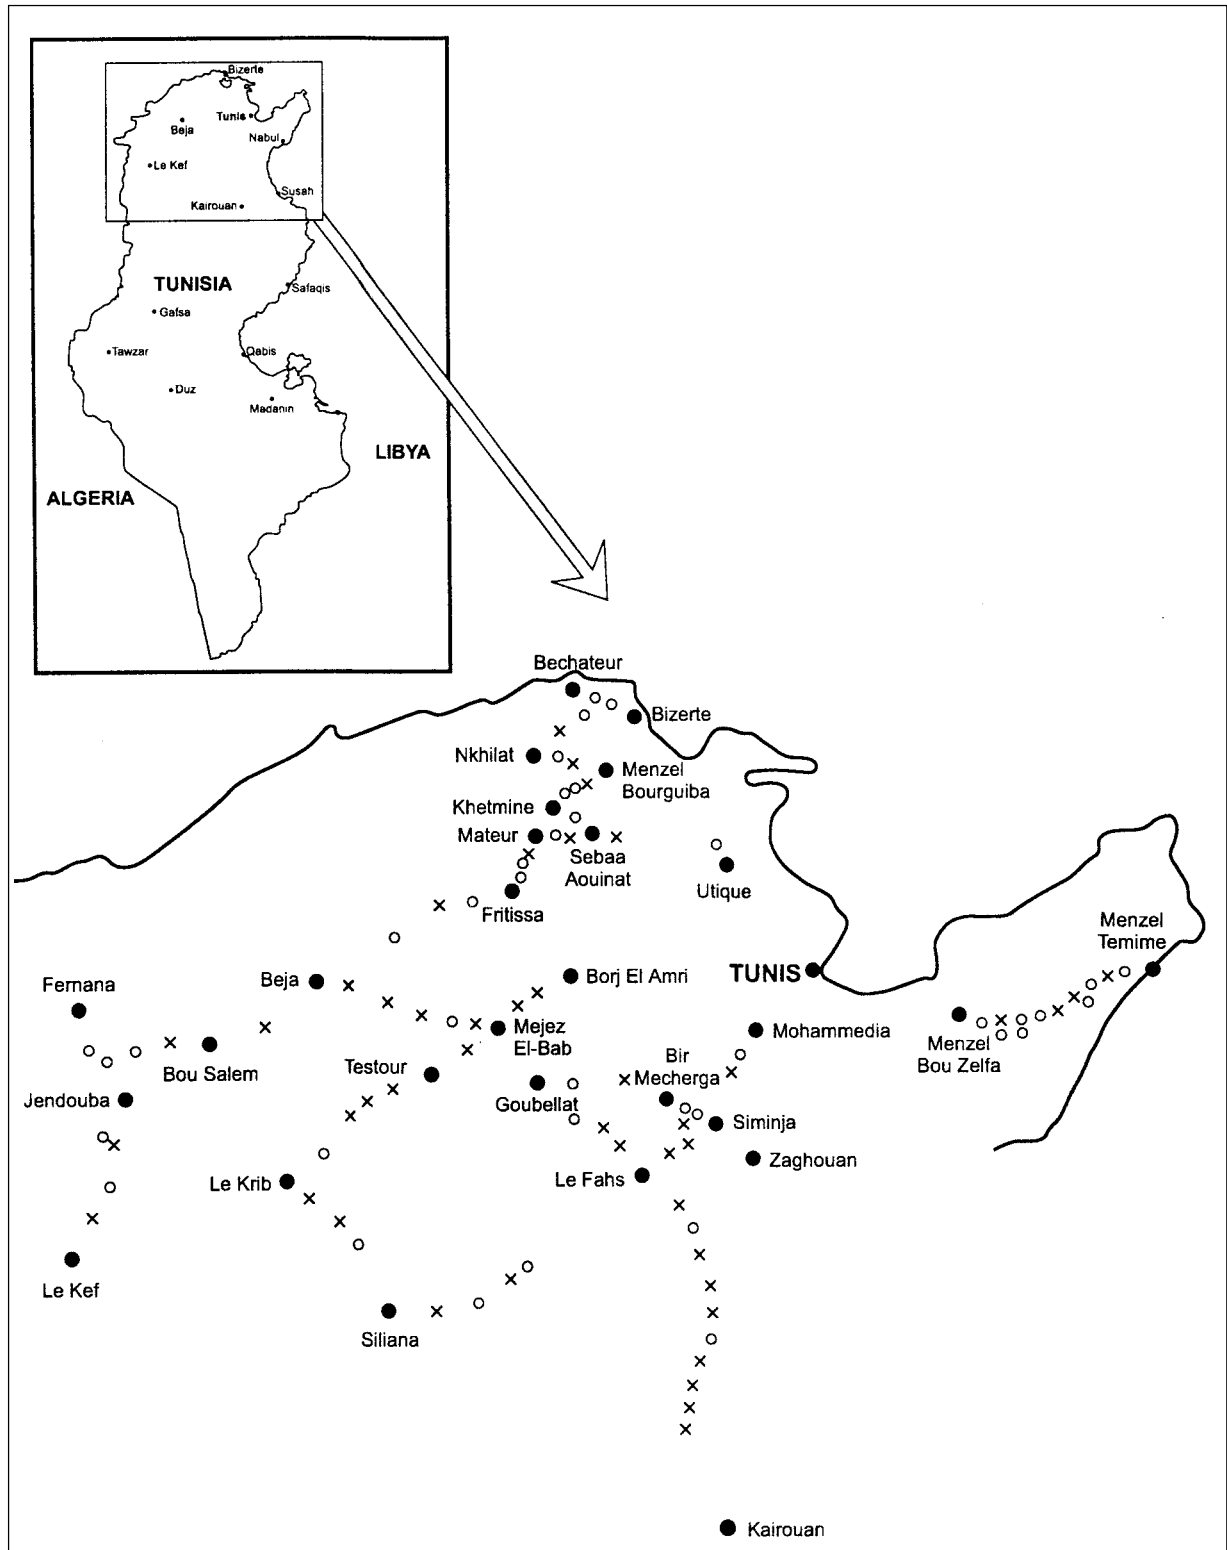 Bizerte
Tunis
Beja
Nabul
Le Kef
Susah
Kairouan
TUNISIA
Safaqis
Gafsa
Tawzar
Qabis
Duz
Madanin
LIBYA
ALGERIA
Bechateur
Bizerte
Nkhilat
Menzel
Bourguiba
Khetmine
Mateur
Sebaa
Aouinat
Utique
Fritissa
Menzel
Temime
Beja
Borj El Amri
TUNIS
Fernana
Mejez
El-Bab
Mohammedia
Menzel
Bou Zelfa
Bou Salem
Testour
Bir
Mecherga
Jendouba
Goubellat
Siminja
Zaghouan
Le Krib
Le Fahs
Le Kef
Siliana
Kairouan